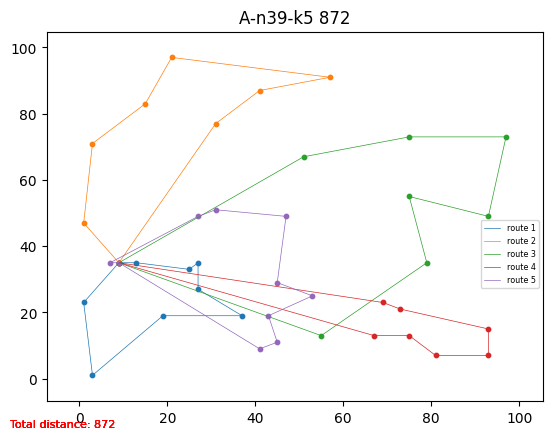 A-n39-k5 872
100
80
60
40
20
0
route 1
route 2
route 3
route 4
route 5
0 20 40 60 80 100
Total distance: 872